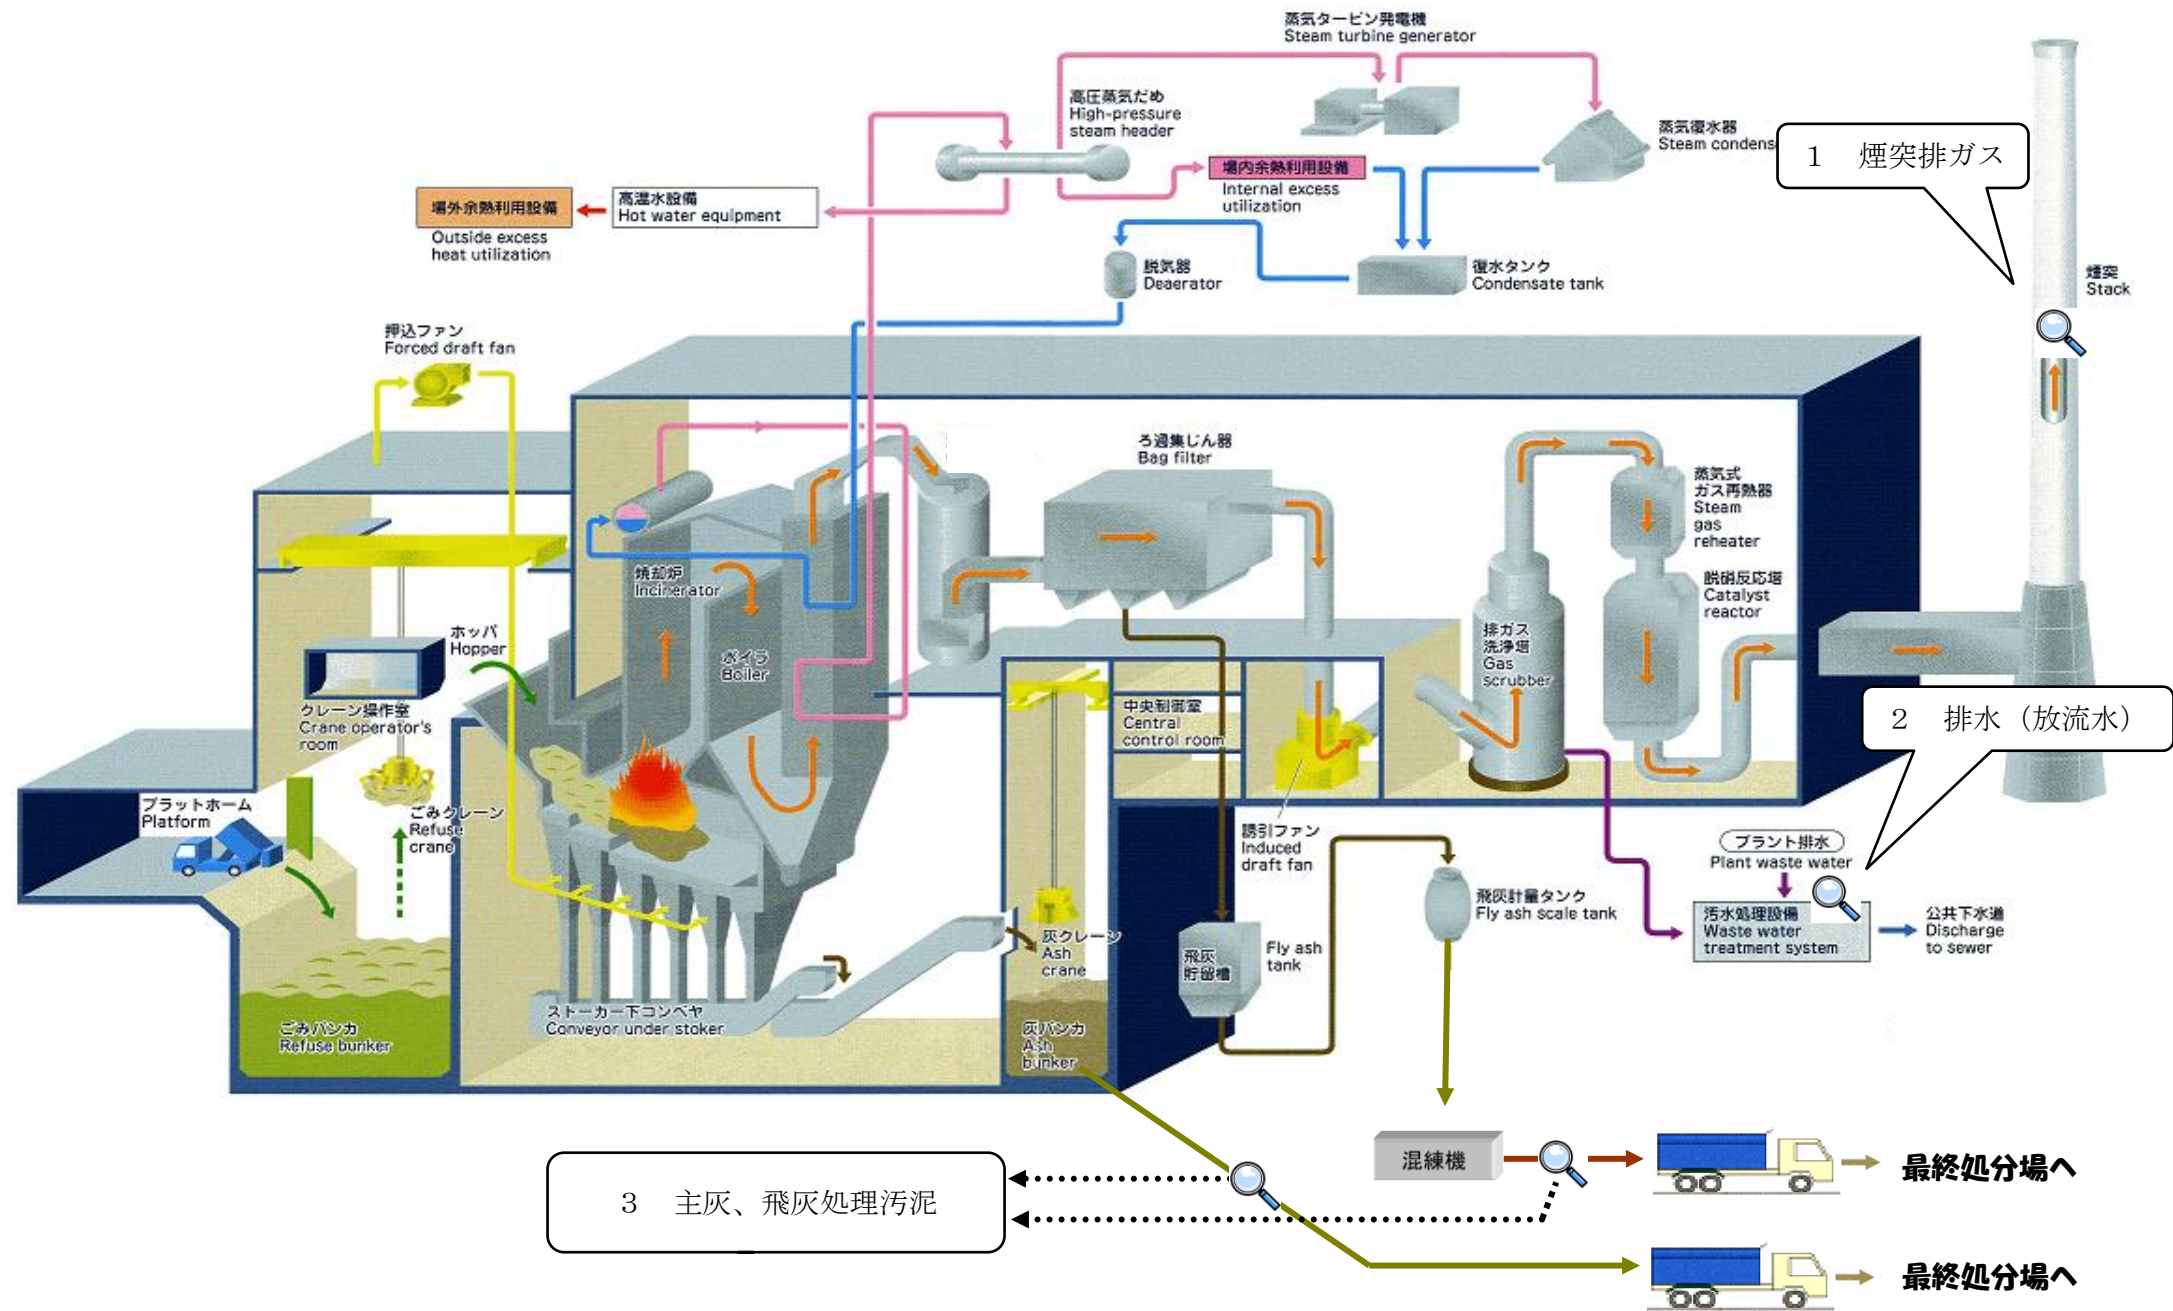 蒸気タービン発電機
Steam turbine generator
高圧蒸気だめ
High-pressure
steam header
蒸気復水器
Steam condens
1 煙突排ガス
場内余熱利用設備
Internal excess
utilization
高温水設備
Hot water equipment
場外余熱利用設備
Outside excess
heat utilization
脱気器
Deaerator
復水タンク
Condensate tank
煙突
Stack
押込ファン
Forced draft fan
ろ過集じん器
Bag filter
蒸気式
ガス再熱器
Steam
gas
reheater
焼却炉
Incinerator
脱硝反応塔
Catalyst
reactor
ホッパ
Hopper
ボイラ
Boiler
排ガス
洗浄塔
Gas
scrubber
クレーン操作室
Crane operator's
room
中央制御室
Central
control room
2 排水（放流水）
プラットホーム
Platform
ごみクレーン
Refuse
crane
誘引ファン
Induced
draft fan
プラント排水
Plant waste water
飛灰計量タンク
Fly ash scale tank
汚水処理設備
Waste water
treatment system
公共下水道
Discharge
to sewer
灰クレーン
Ash
crane
飛灰
貯留槽
Fly ash
tank
ストーカー下コンベヤ
Conveyor under stoker
ごみバンカ
Refuse bunker
灰バンカ
Ash
bunker
混練機
最終処分場へ
3 主灰、飛灰処理汚泥
最終処分場へ